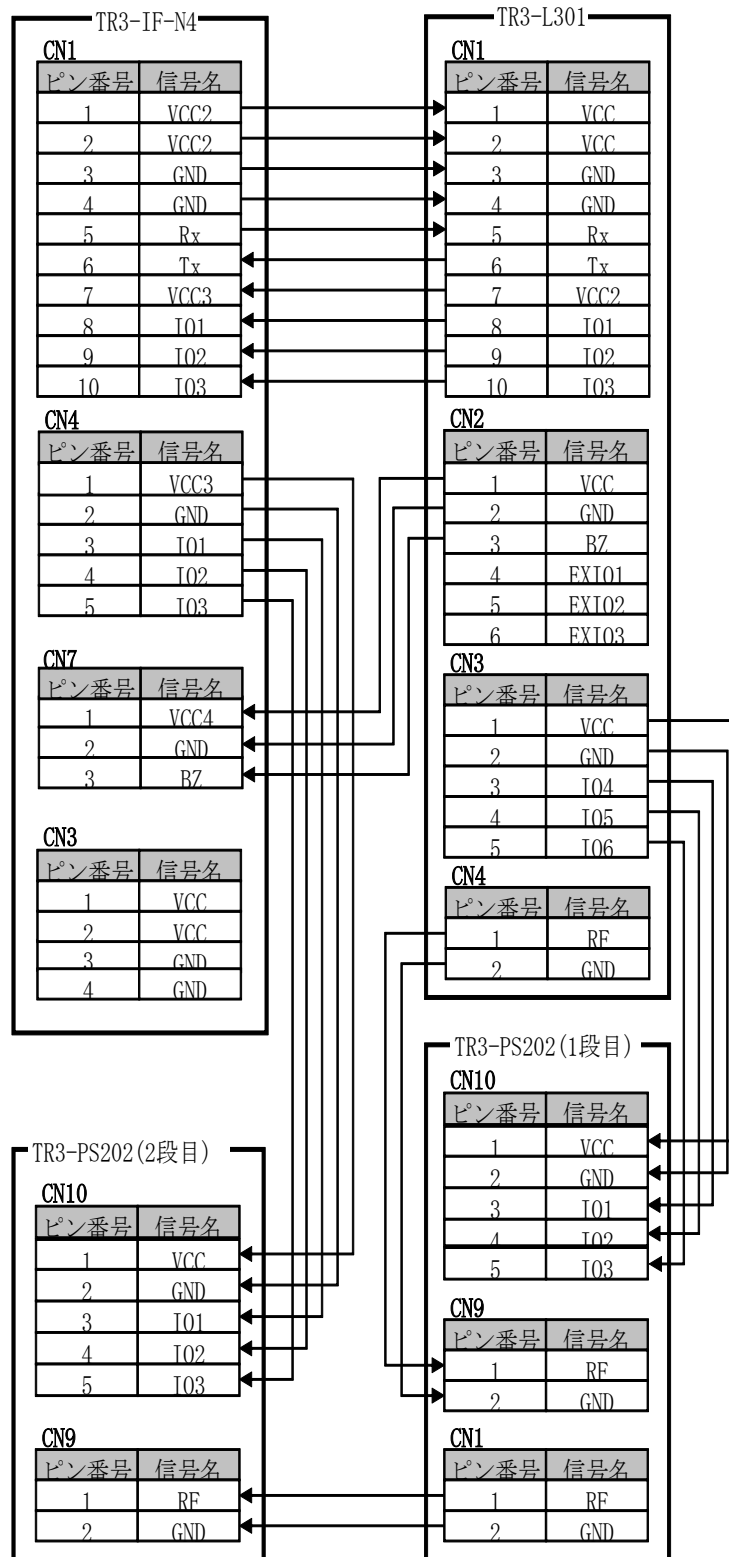 TR3-IF-N4
CN1
ピン番号 信号名
1 VCC2
2 VCC2
3 GND
4 GND
5 Rx
6 Tx
7 VCC3
8 IO1
9 IO2
10 IO3
CN4
ピン番号 信号名
1 VCC3
2 GND
3 IO1
4 IO2
5 IO3
CN7
ピン番号 信号名
1 VCC4
2 GND
3 BZ
CN3
ピン番号 信号名
1 VCC
2 VCC
3 GND
4 GND
TR3-L301
CN1
ピン番号 信号名
1 VCC
2 VCC
3 GND
4 GND
5 Rx
6 Tx
7 VCC2
8 IO1
9 IO2
10 IO3
CN2
ピン番号 信号名
1 VCC
2 GND
3 BZ
4 EXIO1
5 EXIO2
6 EXIO3
CN3
ピン番号 信号名
1 VCC
2 GND
3 IO4
4 IO5
5 IO6
CN4
ピン番号 信号名
1 RF
2 GND
TR3-PS202(2段目)
CN10
ピン番号 信号名
1 VCC
2 GND
3 IO1
4 IO2
5 IO3
CN9
ピン番号 信号名
1 RF
2 GND
TR3-PS202(1段目)
CN10
ピン番号 信号名
1 VCC
2 GND
3 IO1
4 IO2
5 IO3
CN9
ピン番号 信号名
1 RF
2 GND
CN1
ピン番号 信号名
1 RF
2 GND